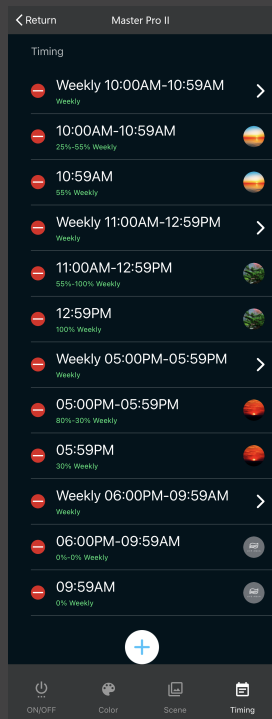 Return
Master Pro II
Timing
Weekly 10:00AM-10:59AM
Weekly
10:00AM-10:59AM
25%-55% Weekly
10:59AM
55% Weekly
Weekly 11:00AM-12:59PM
Weekly
11:00AM-12:59PM
55%-100% Weekly
12:59PM
100% Weekly
Weekly 05:00PM-05:59PM
Weekly
05:00PM-05:59PM
80%-30% Weekly
05:59PM
30% Weekly
Weekly 06:00PM-09:59AM
Weekly
06:00PM-09:59AM
0%-0% Weekly
09:59AM
0% Weekly
ON/OFF
Color
Scene
Timing